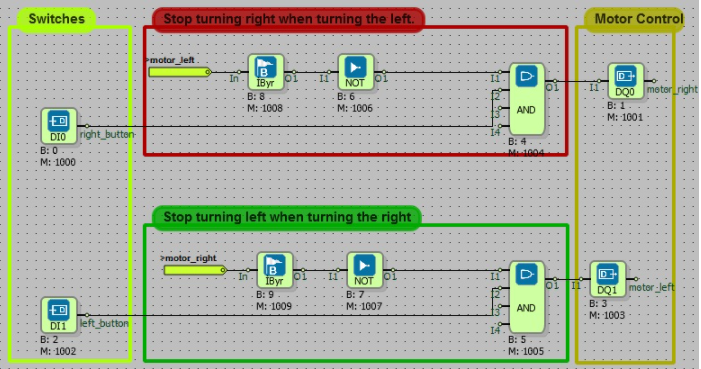 Switches
Stop turning right when turning the left.
Motor Control
>motor_left
In
B
IByr
O1
B: 8
M: 1008
I1
NOT
O1
B: 6
M: 1006
I1
I2
I3
I4
AND
O1
B: 4
M: 1004
I1
DQ0
motor_right
B: 1
M: 1001
DI0
right_button
B: 0
M: 1000
Stop turning left when turning the right
>motor_right
In
B
IByr
O1
B: 9
M: 1009
I1
NOT
O1
B: 7
M: 1007
I1
I2
I3
I4
AND
O1
B: 5
M: 1005
I1
DQ1
motor_left
B: 3
M: 1003
DI1
left_button
B: 2
M: 1002